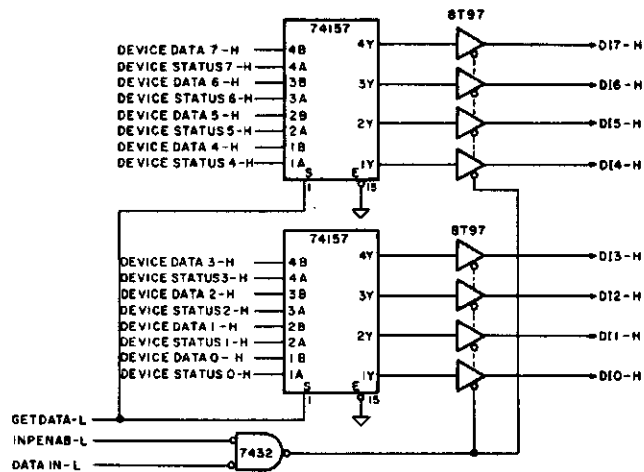 74157
8T97
DEVICE DATA 7-H 4B 4Y DI7-H
DEVICE STATUS 7-H 4A
DEVICE DATA 6-H 3B 3Y DI6-H
DEVICE STATUS 6-H 3A
DEVICE DATA 5-H 2B 2Y DI5-H
DEVICE STATUS 5-H 2A
DEVICE DATA 4-H 1B 1Y DI4-H
DEVICE STATUS 4-H 1A
S E
1 15
74157
8T97
DEVICE DATA 3-H 4B 4Y DI3-H
DEVICE STATUS 3-H 4A
DEVICE DATA 2-H 3B 3Y DI2-H
DEVICE STATUS 2-H 3A
DEVICE DATA 1-H 2B 2Y DI1-H
DEVICE STATUS 1-H 2A
DEVICE DATA 0-H 1B 1Y DI0-H
DEVICE STATUS 0-H 1A
S E
1 15
GETDATA-L
INPENAB-L
7432
DATA IN-L